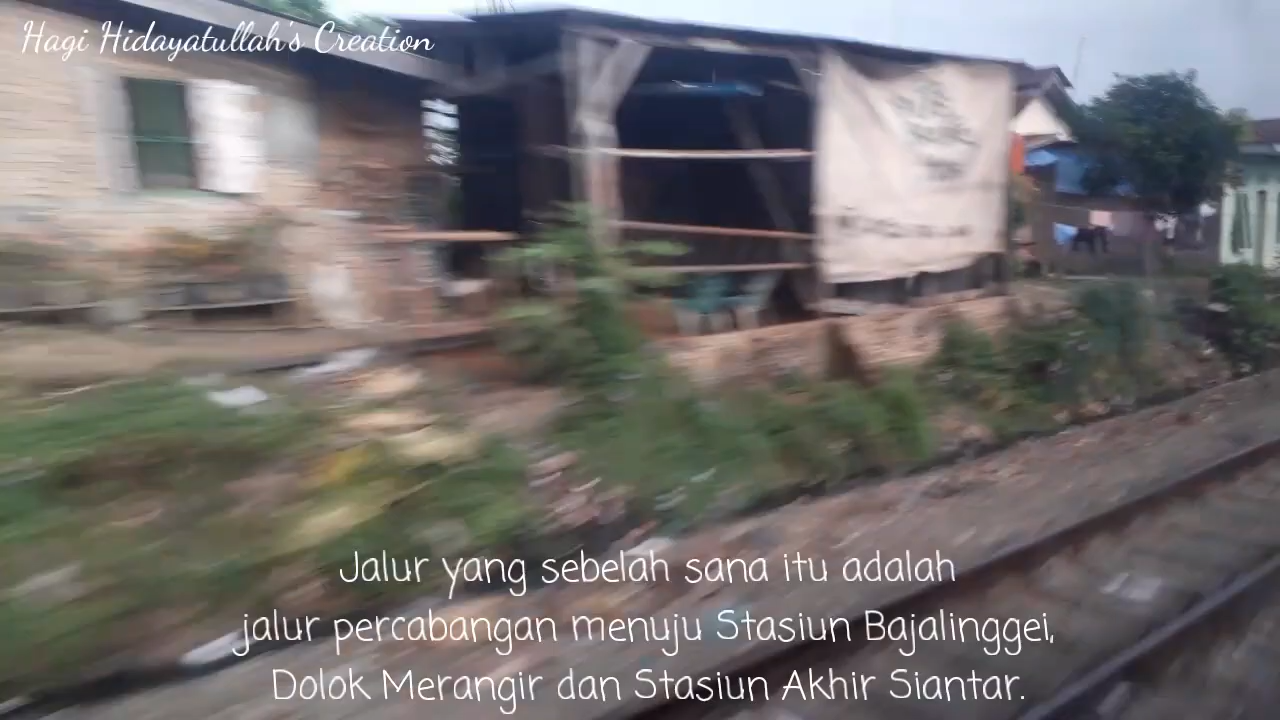 Hagi Hidayatullah's Creation
Jalur yang sebelah sana itu adalah
jalur percabangan menuju Stasiun Bajalinggei,
Dolok Merangir dan Stasiun Akhir Siantar.